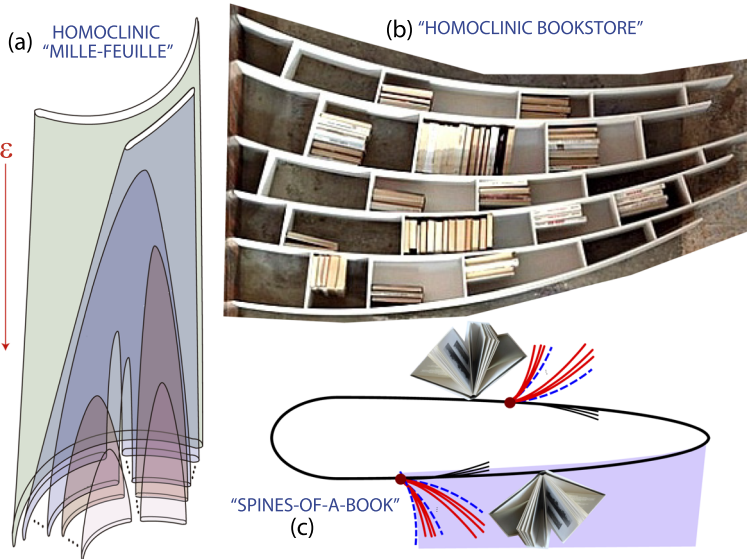 (a)
HOMOCLINIC
"MILLE-FEUILLE"
ε
(b)
"HOMOCLINIC BOOKSTORE"
"SPINES-OF-A-BOOK"
(c)